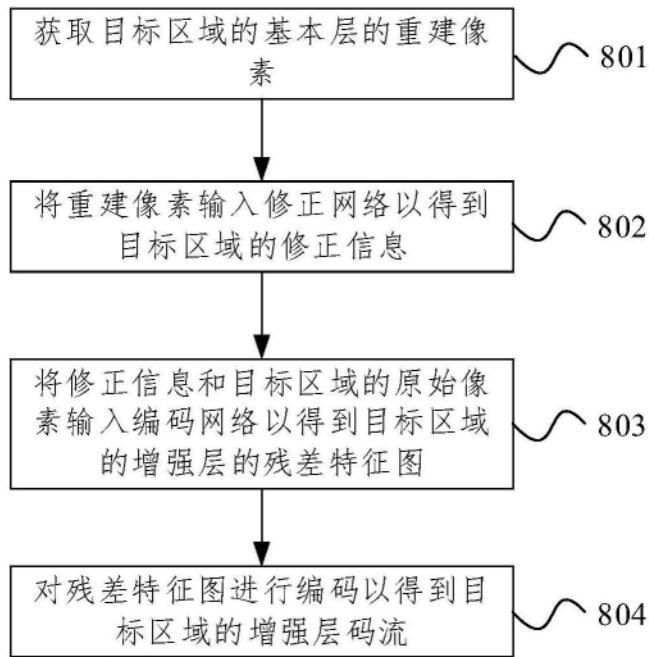 获取目标区域的基本层的重建像
素
801
将重建像素输入修正网络以得到
目标区域的修正信息
802
将修正信息和目标区域的原始像
素输入编码网络以得到目标区域
的增强层的残差特征图
803
对残差特征图进行编码以得到目
标区域的增强层码流
804